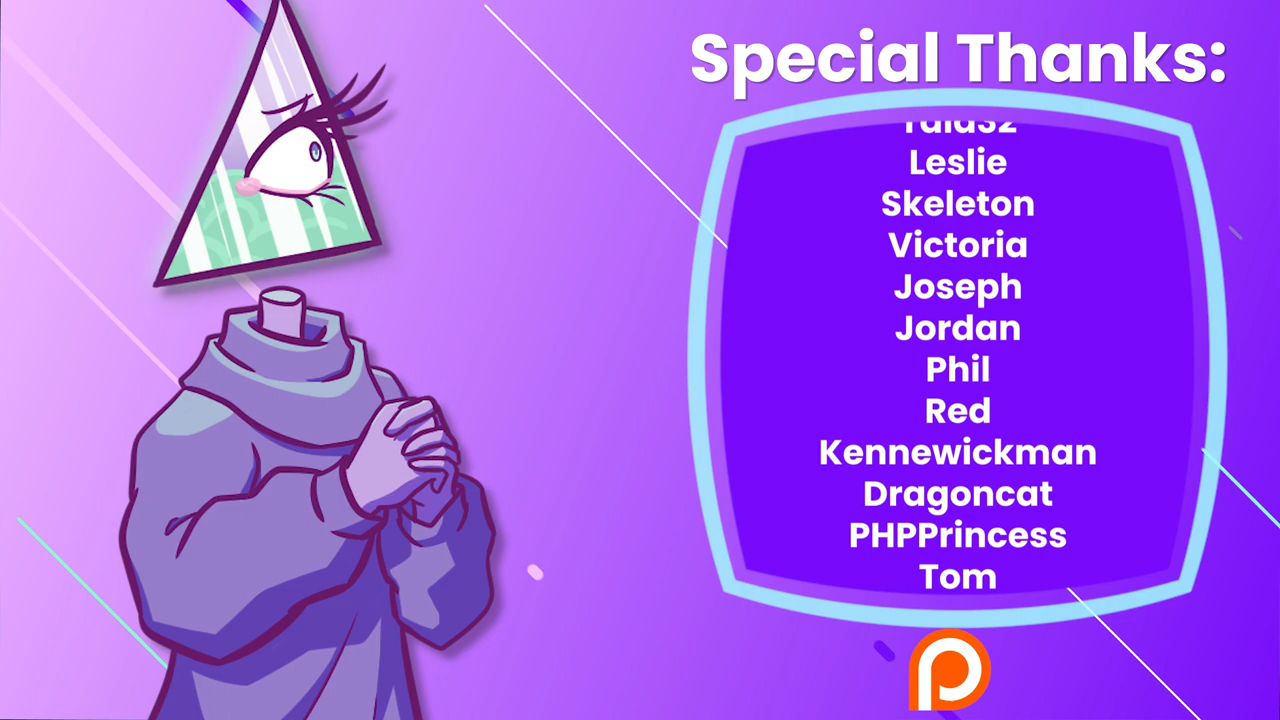 Special Thanks:
Leslie
Skeleton
Victoria
Joseph
Jordan
Phil
Red
Kennewickman
Dragoncat
PHPPrincess
Tom